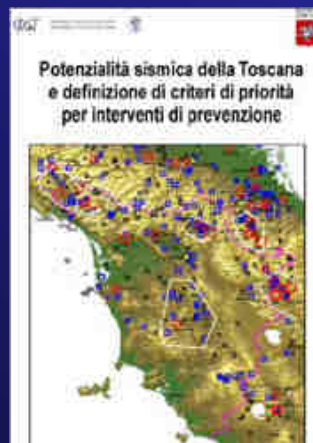 Potenzialità sismica della Toscana
e definizione di criteri di priorità
per interventi di prevenzione